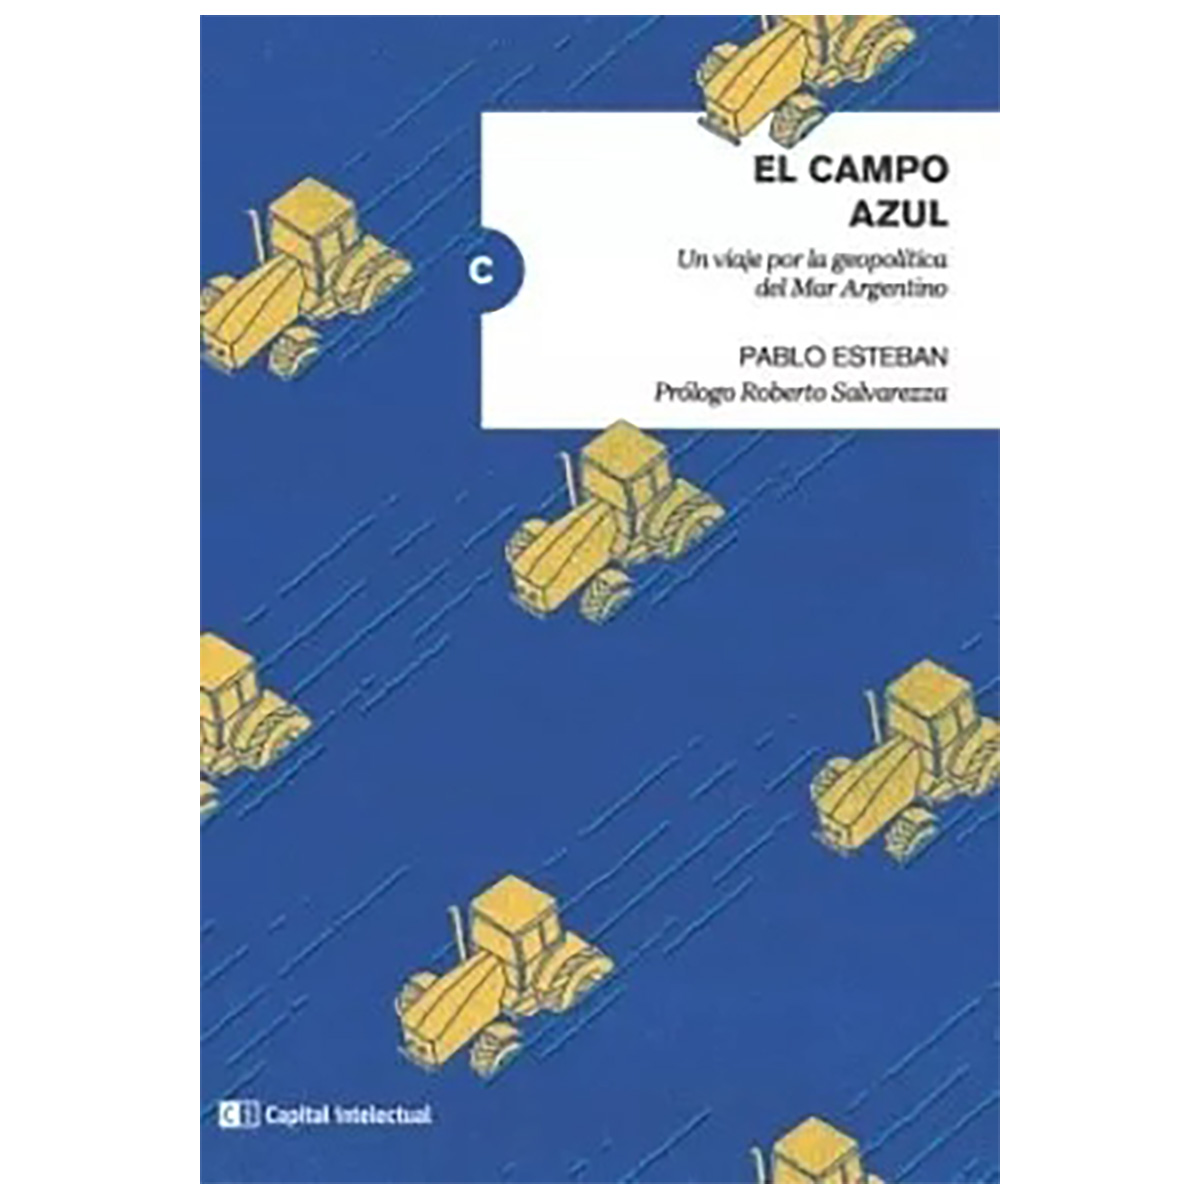 EL CAMPO
AZUL
Un viaje por la geopolítica
del Mar Argentino
C
PABLO ESTEBAN
Prólogo Roberto Salvarezza
Ci Capital intelectual